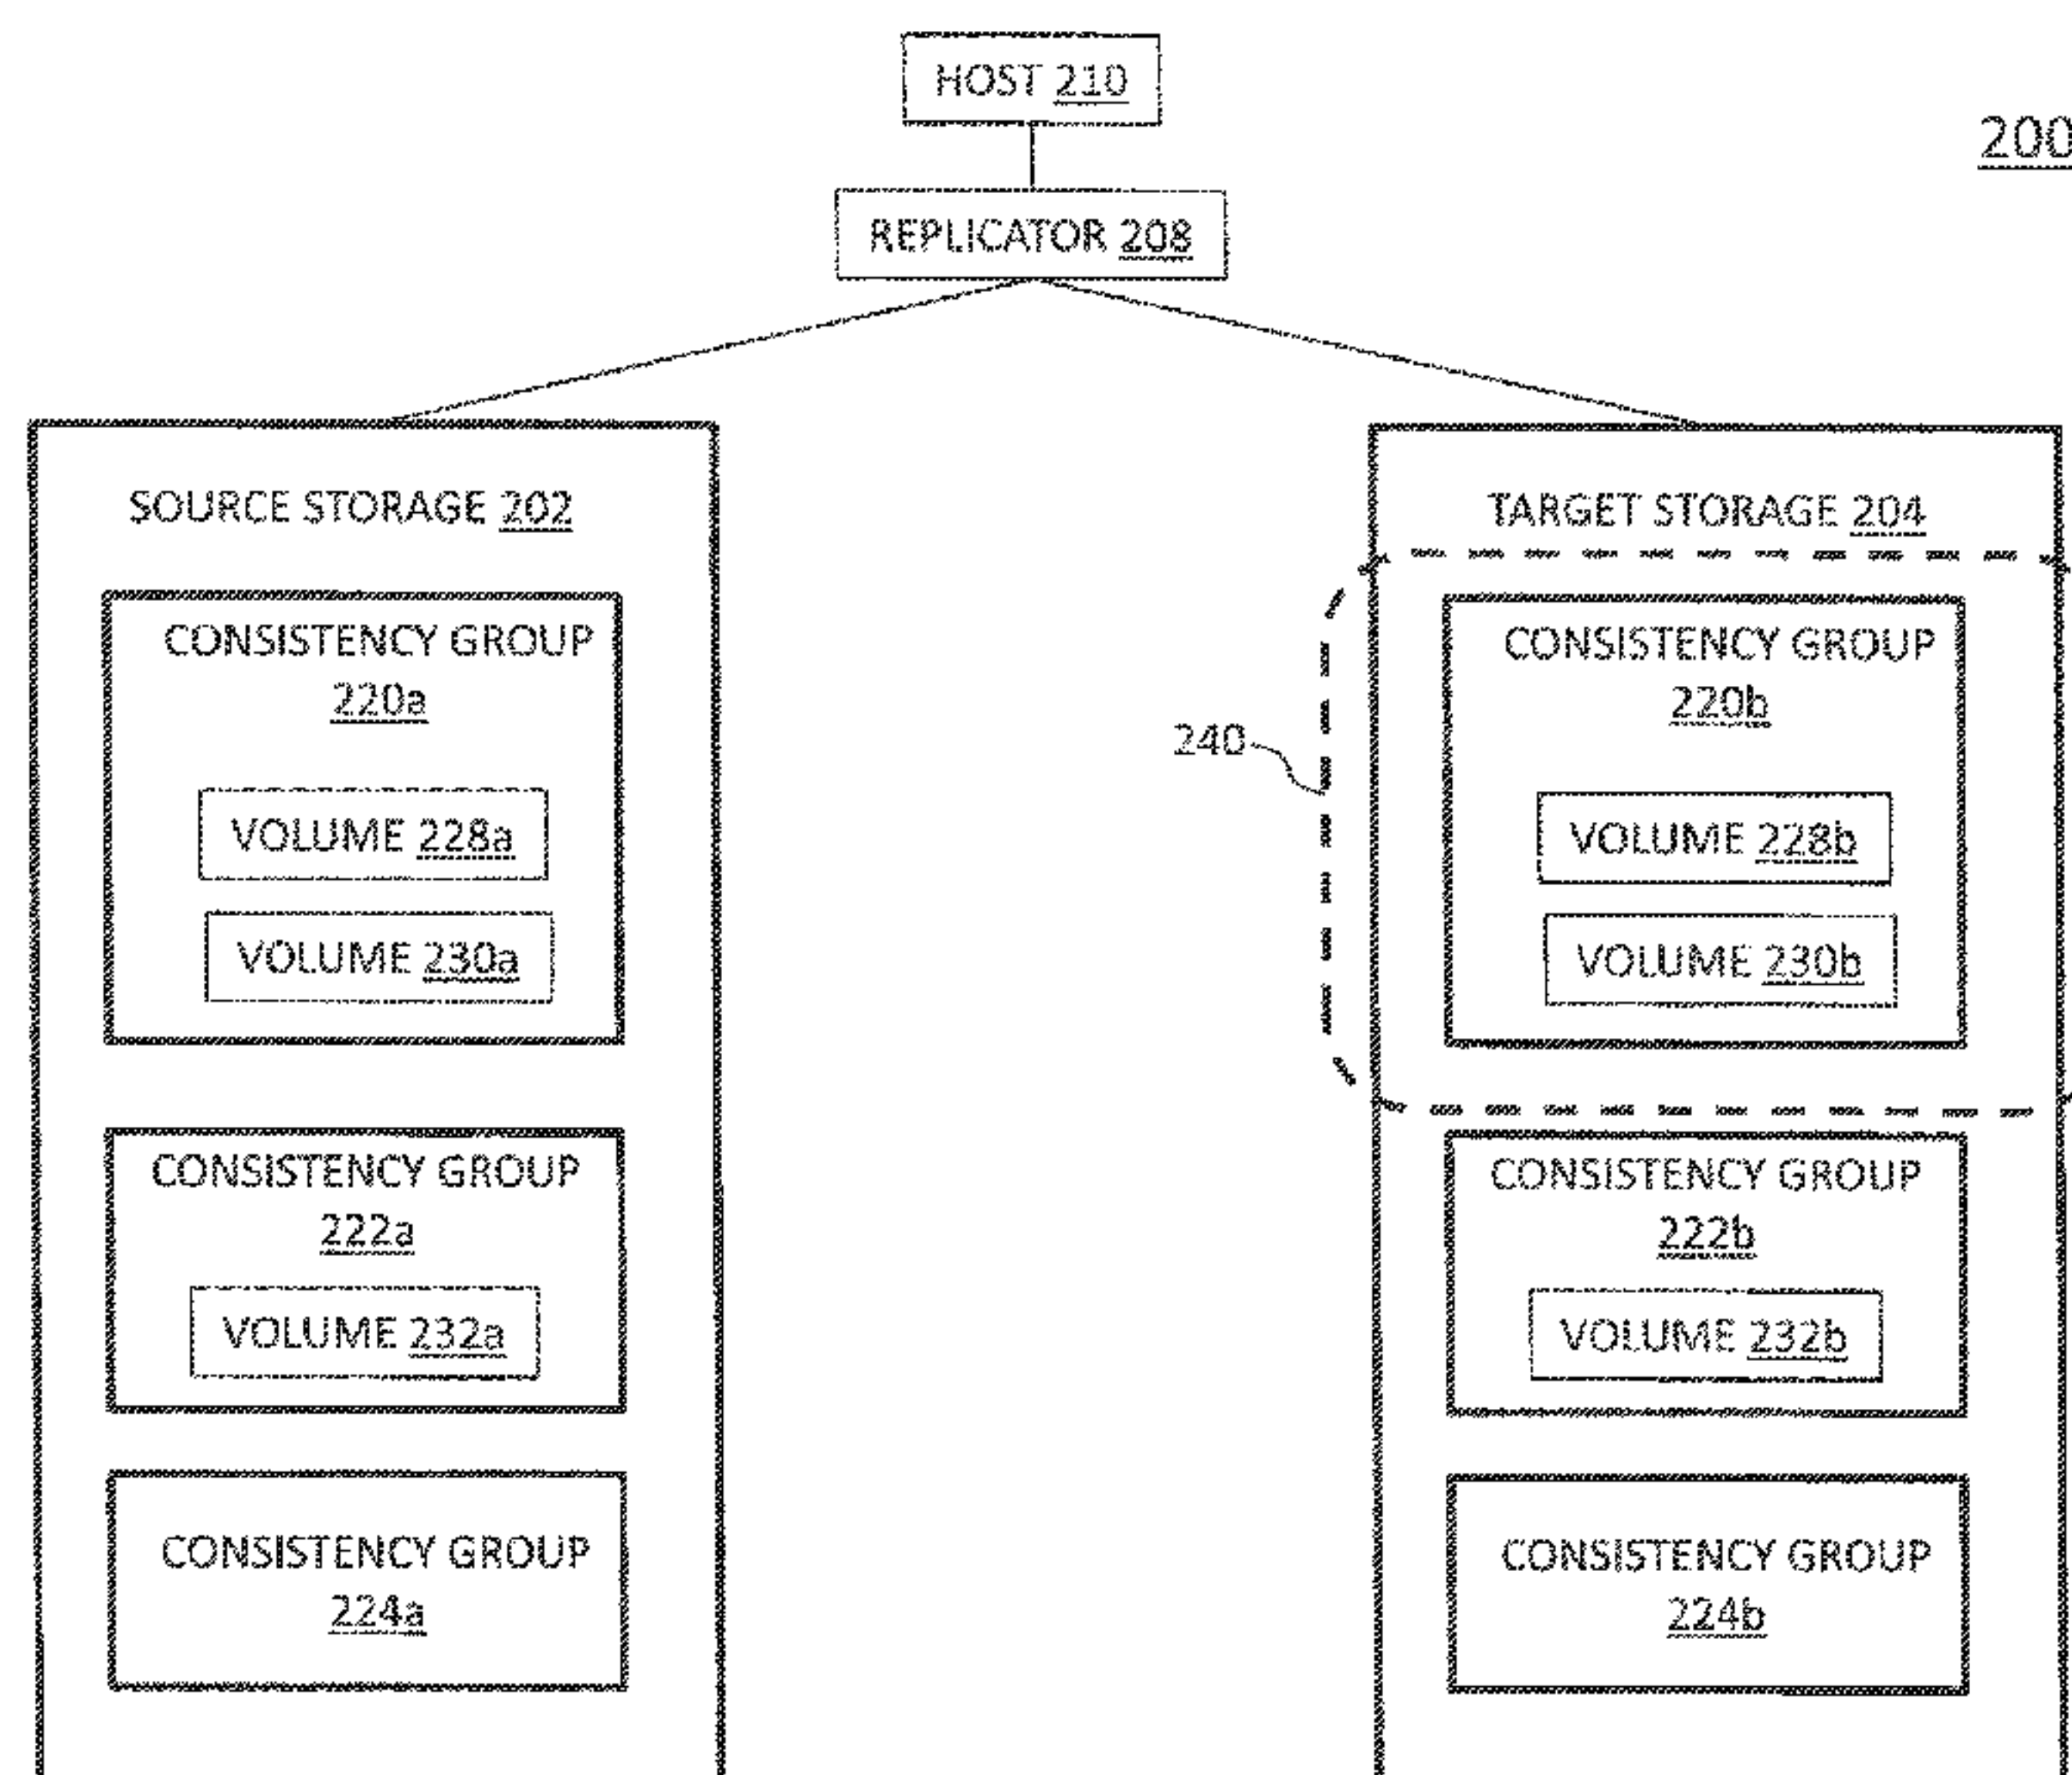 HOST 210
200
REPLICATOR 208
SOURCE STORAGE 202
CONSISTENCY GROUP
220a
VOLUME 228a
VOLUME 230a
CONSISTENCY GROUP
222a
VOLUME 232a
CONSISTENCY GROUP
224a
240
TARGET STORAGE 204
CONSISTENCY GROUP
220b
VOLUME 228b
VOLUME 230b
CONSISTENCY GROUP
222b
VOLUME 232b
CONSISTENCY GROUP
224b